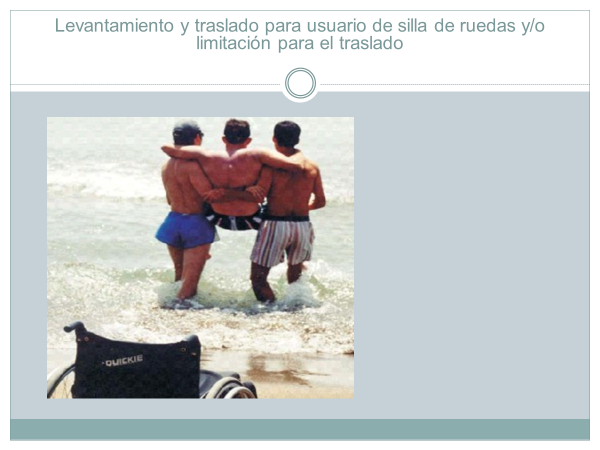 Levantamiento y traslado para usuario de silla de ruedas y/o
limitación para el traslado
QUICKIE